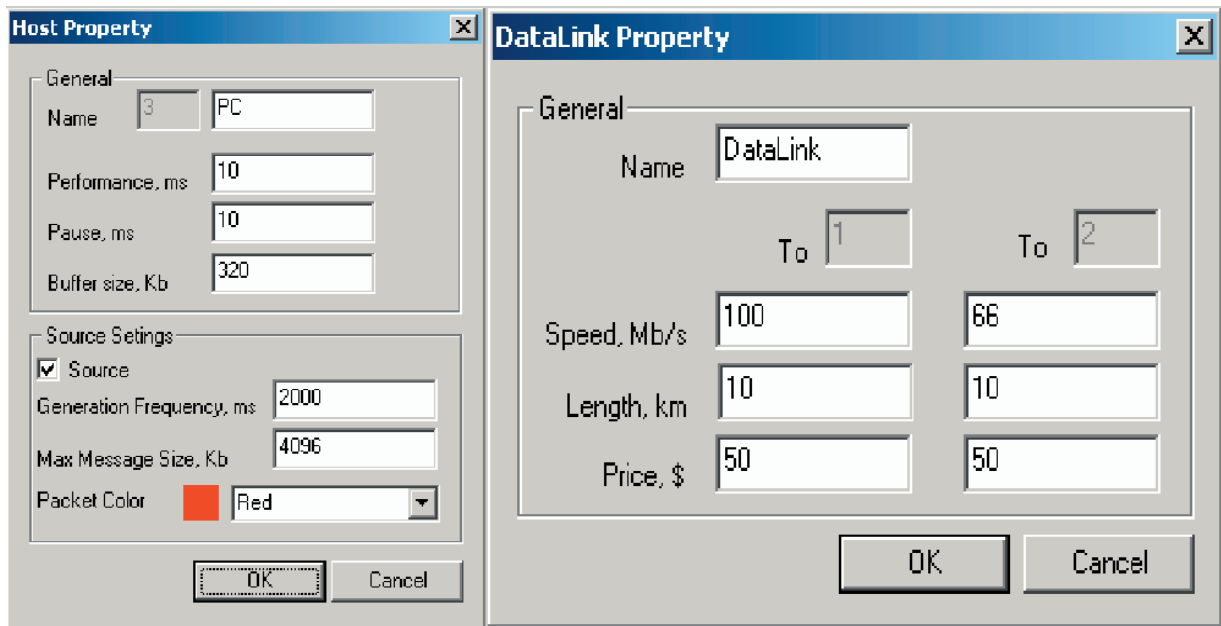 Host Property
General
Name 3 PC
Performance, ms 10
Pause, ms 10
Buffer size, Kb 320
Source Setings
Source
Generation Frequency, ms 2000
Max Message Size, Kb 4096
Packet Color Red
OK Cancel
DataLink Property
General
Name DataLink
To 1 To 2
Speed, Mb/s 100 66
Length, km 10 10
Price, $ 50 50
OK Cancel